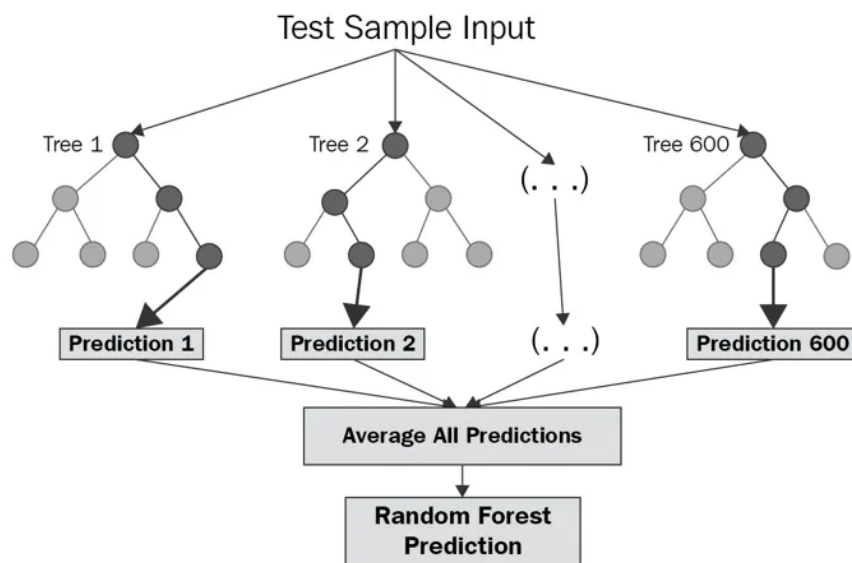 Test Sample Input
Tree 1
Tree 2
Tree 600
(. . .)
Prediction 1
Prediction 2
(. . .)
Prediction 600
Average All Predictions
Random Forest
Prediction